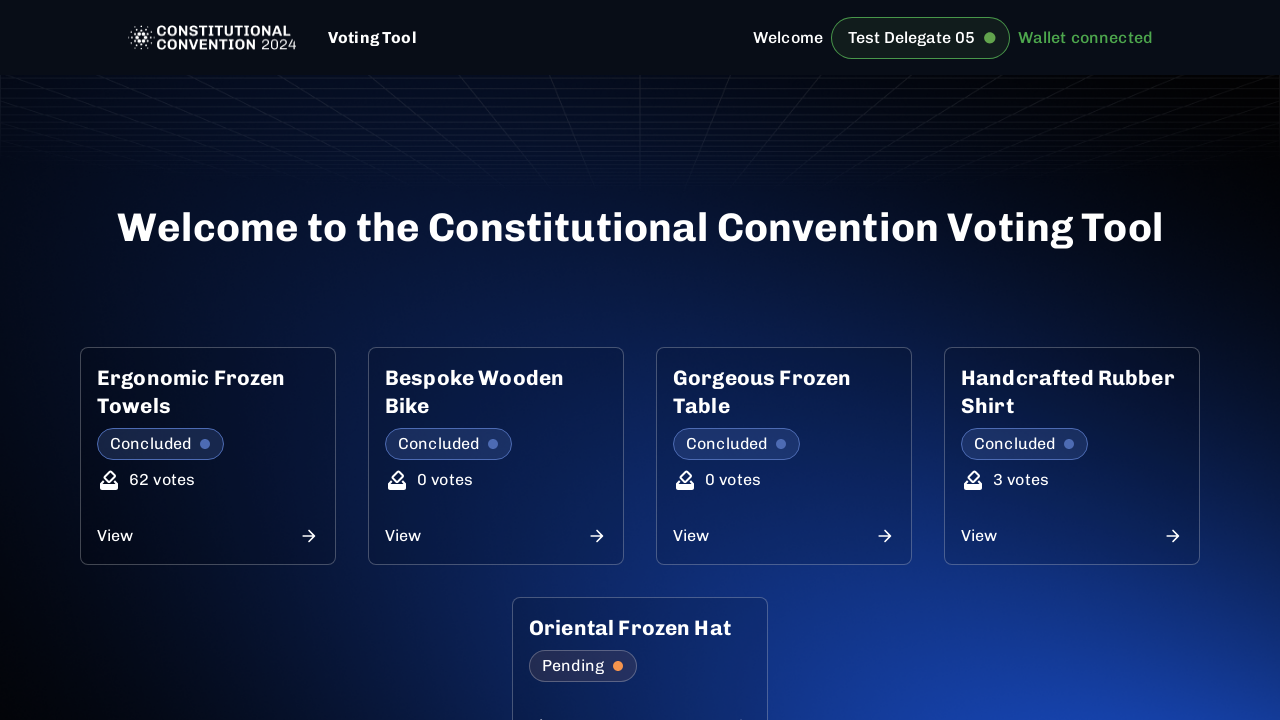 CONSTITUTIONAL
CONVENTION 2024
Voting Tool
Welcome
Test Delegate 05
Wallet connected
Welcome to the Constitutional Convention Voting Tool
Ergonomic Frozen
Towels
Concluded
62 votes
View
Bespoke Wooden
Bike
Concluded
0 votes
View
Gorgeous Frozen
Table
Concluded
0 votes
View
Handcrafted Rubber
Shirt
Concluded
3 votes
View
Oriental Frozen Hat
Pending